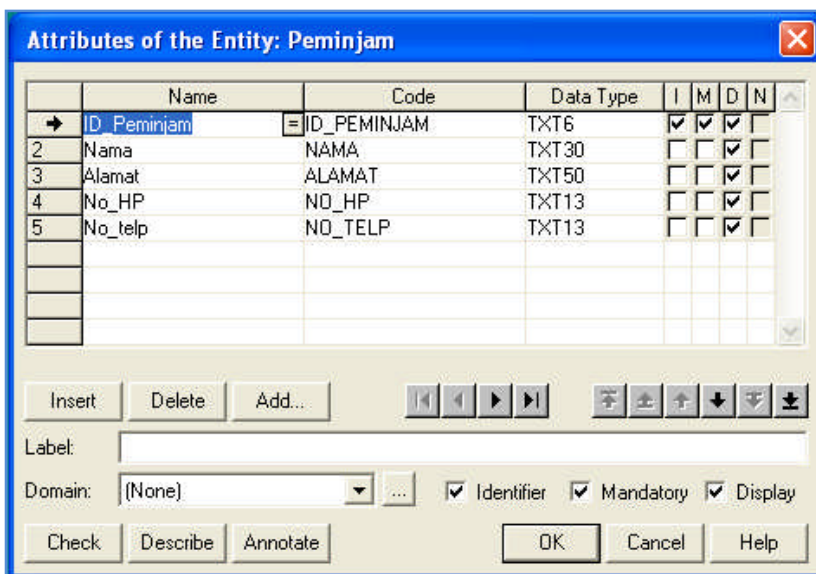 Attributes of the Entity: Peminjam
Name Code Data Type I M D N
ID_Peminjam = ID_PEMINJAM TXT6
2 Nama NAMA TXT30
3 Alamat ALAMAT TXT50
4 No_HP NO_HP TXT13
5 No_telp NO_TELP TXT13
Insert Delete Add...
Label:
Domain: (None) ... Identifier Mandatory Display
Check Describe Annotate OK Cancel Help